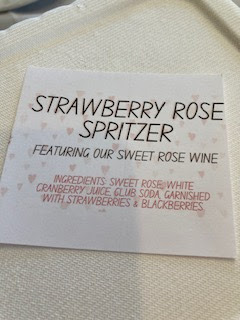 STRAWBERRY ROSE
SPRITZER
FEATURING OUR SWEET ROSE WINE
INGREDIENTS: SWEET ROSE, WHITE
CRANBERRY JUICE, CLUB SODA, GARNISHED
WITH STRAWBERRIES & BLACKBERRIES.